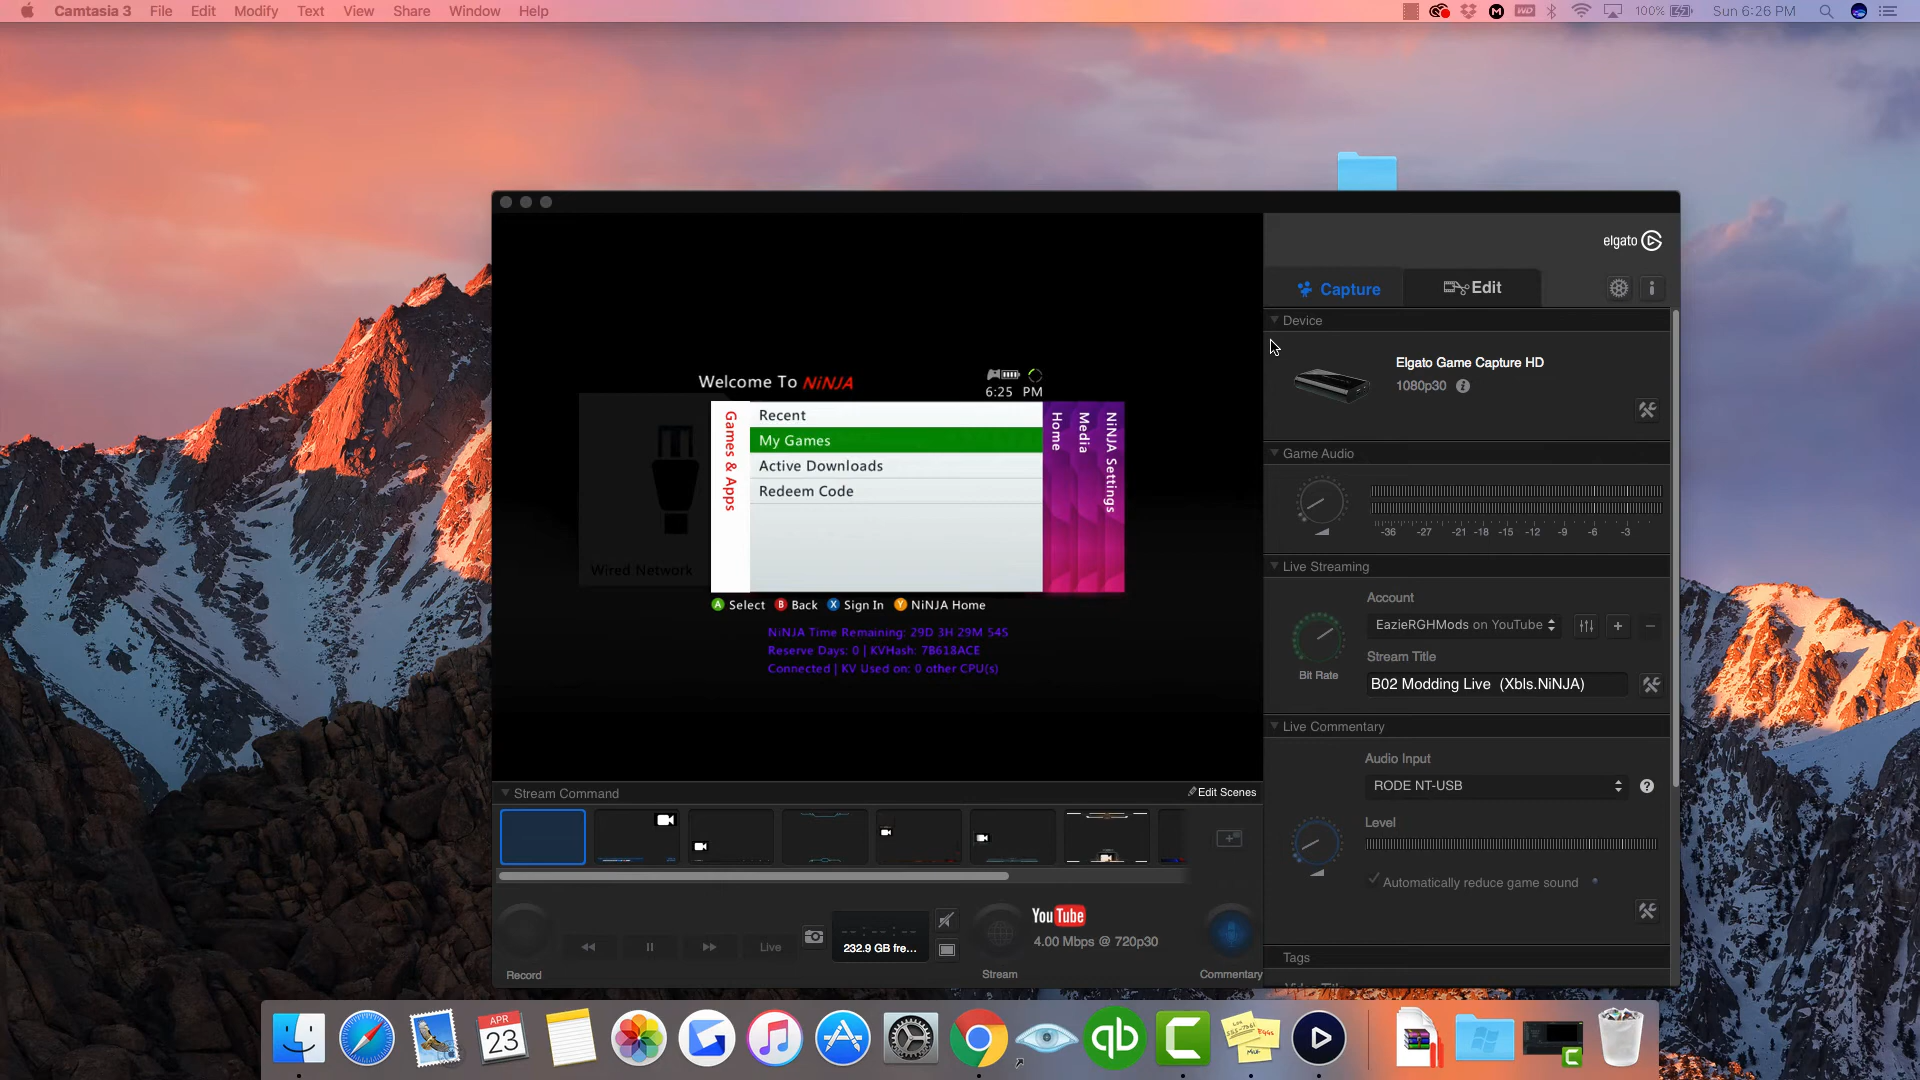 Camtasia 3 File Edit Modify Text View Share Window Help
100% Sun 6:26 PM
elgato
Capture Edit
Device
Elgato Game Capture HD
1080p30
Welcome To NiNJA
6:25 PM
Games & Apps
Recent
My Games
Active Downloads
Redeem Code
Home
Media
NiNJA Settings
Wired Network
A Select B Back X Sign In Y NiNJA Home
NiNJA Time Remaining: 29D 3H 29M 54S
Reserve Days: 0 | KVHash: 7B618ACE
Connected | KV Used on: 0 other CPU(s)
Game Audio
-36 -27 -21 -18 -15 -12 -9 -6 -3
Live Streaming
Account
EazieRGHMods on YouTube
Stream Title
Bit Rate
B02 Modding Live (Xbls.NiNJA)
Live Commentary
Audio Input
RODE NT-USB
Level
Automatically reduce game sound
Tags
Stream Command
Edit Scenes
Live
232.9 GB fre...
YouTube
4.00 Mbps @ 720p30
Record
Stream
Commentary
APR
23
qb